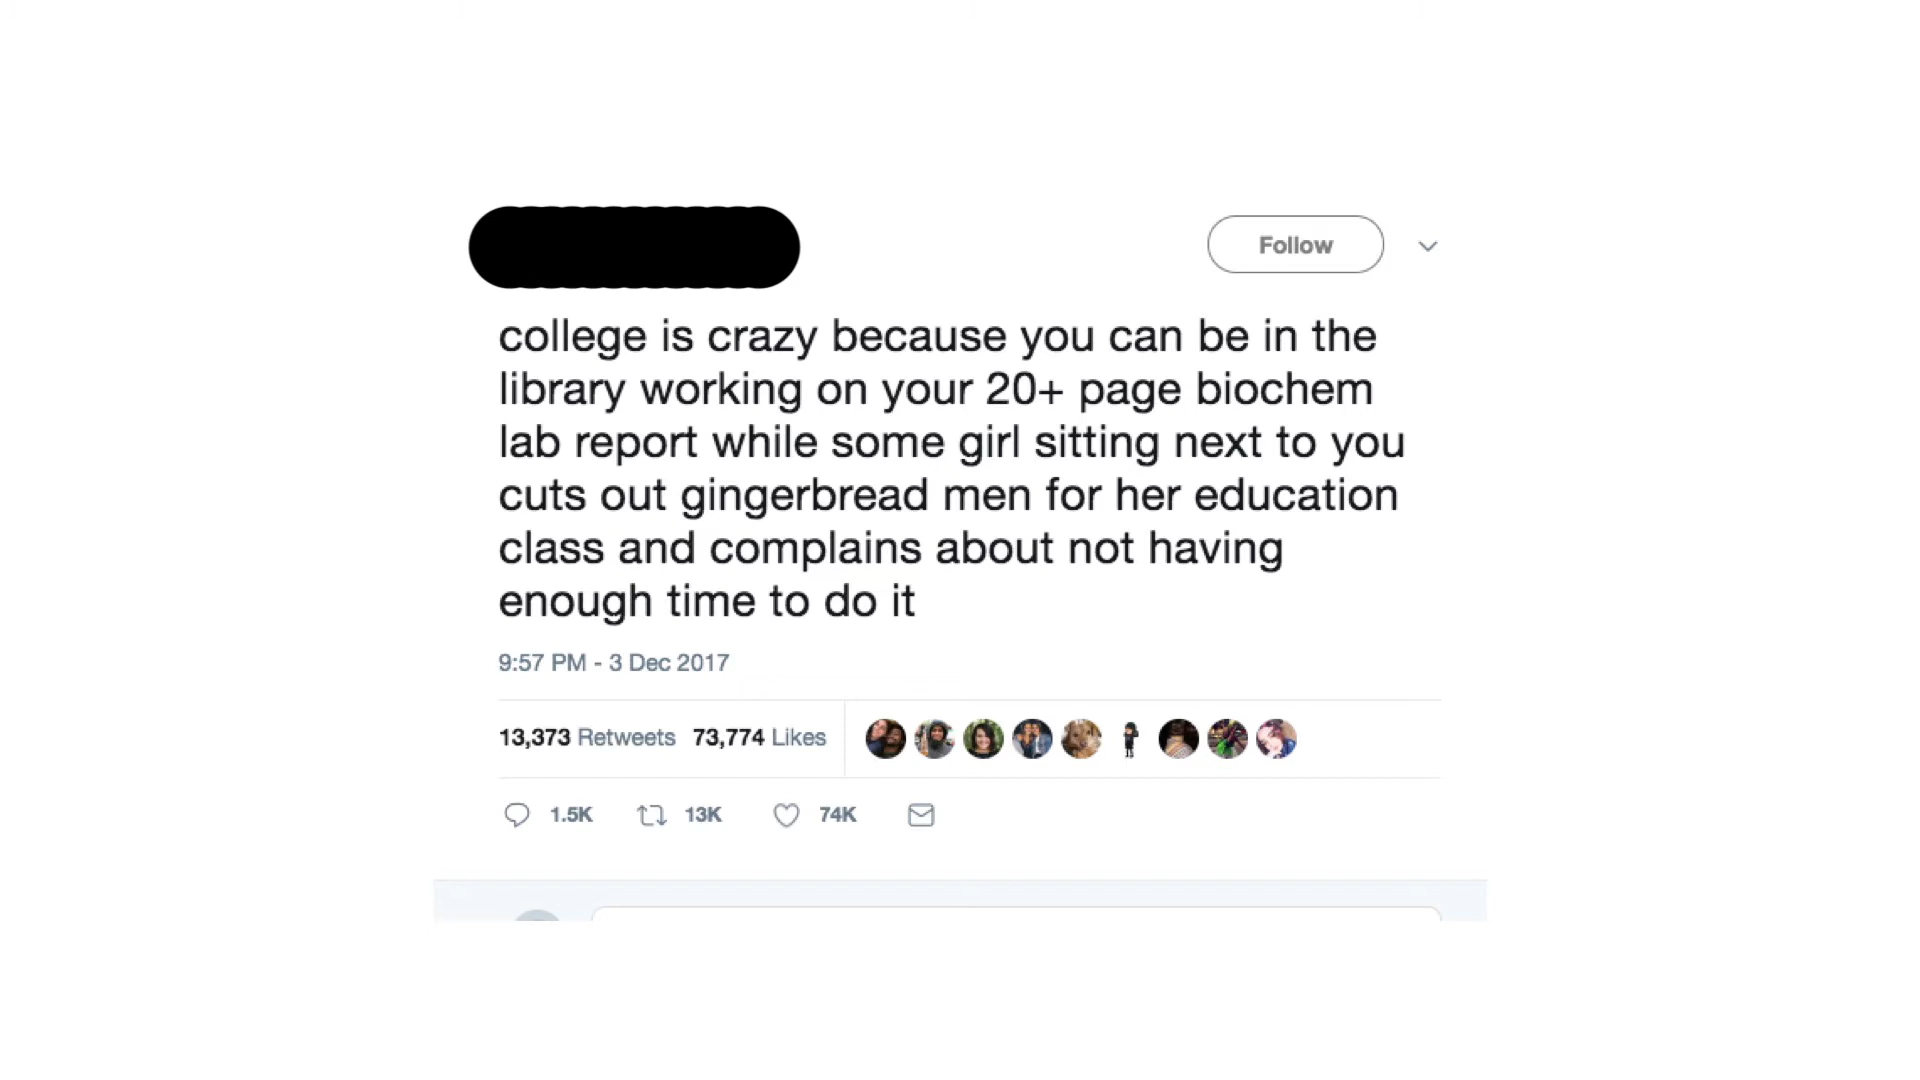 Follow
college is crazy because you can be in the
library working on your 20+ page biochem
lab report while some girl sitting next to you
cuts out gingerbread men for her education
class and complains about not having
enough time to do it
9:57 PM - 3 Dec 2017
13,373 Retweets 73,774 Likes
1.5K 13K 74K